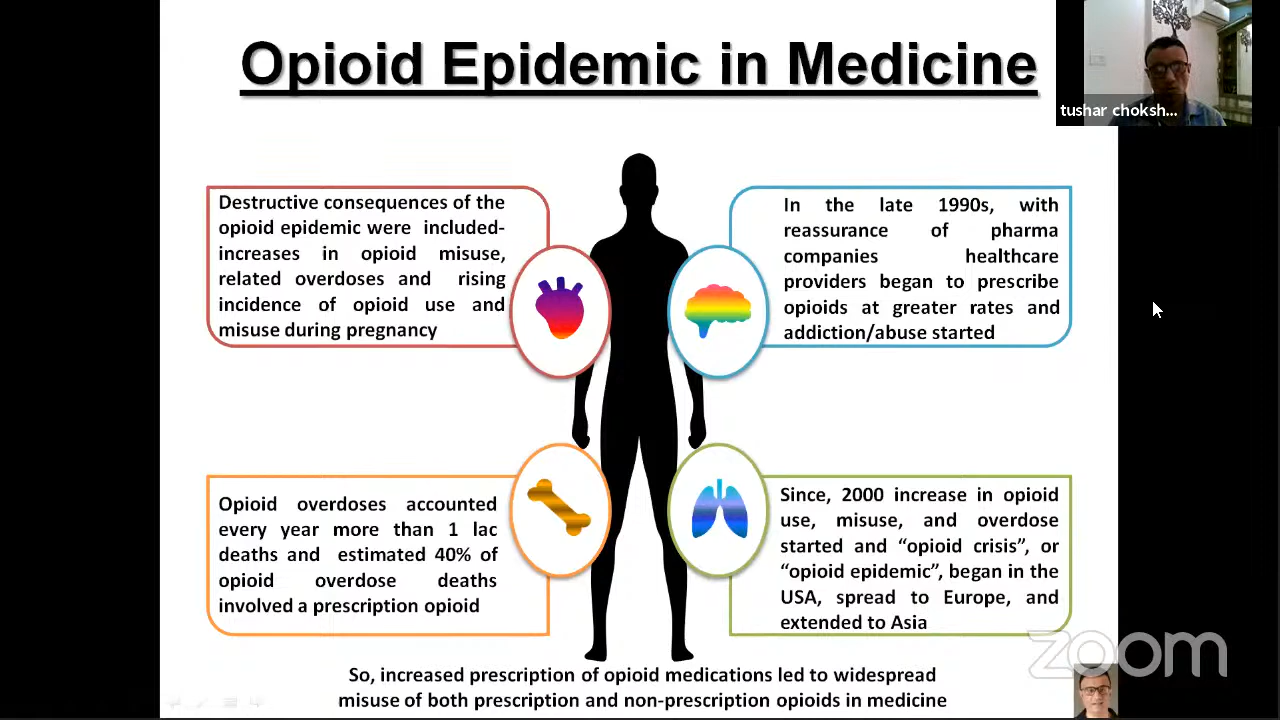 Opioid Epidemic in Medicine
tushar choksh...
Destructive consequences of the
opioid epidemic were included-
increases in opioid misuse,
related overdoses and rising
incidence of opioid use and
misuse during pregnancy
In the late 1990s, with
reassurance of pharma
companies healthcare
providers began to prescribe
opioids at greater rates and
addiction/abuse started
Opioid overdoses accounted
every year more than 1 lac
deaths and estimated 40% of
opioid overdose deaths
involved a prescription opioid
Since, 2000 increase in opioid
use, misuse, and overdose
started and “opioid crisis”, or
“opioid epidemic”, began in the
USA, spread to Europe, and
extended to Asia
So, increased prescription of opioid medications led to widespread
misuse of both prescription and non-prescription opioids in medicine
zoom